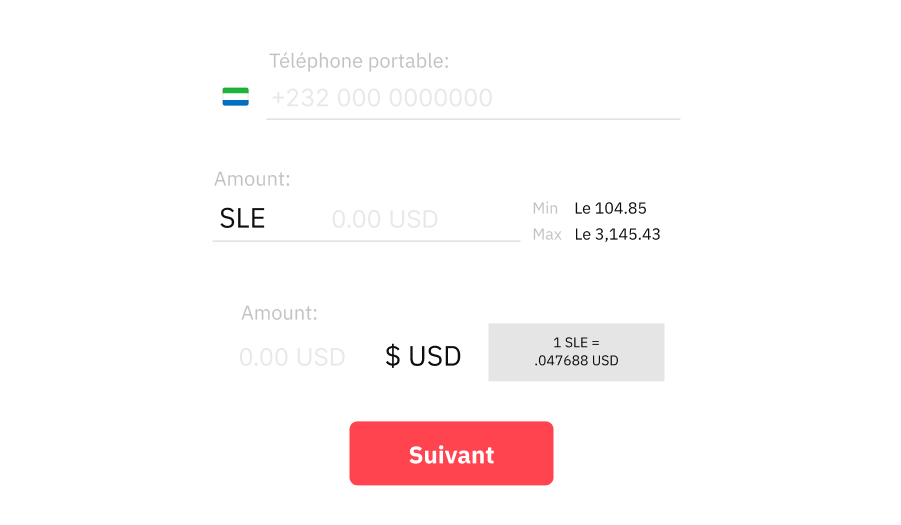 Téléphone portable:
+232 000 0000000
Amount:
SLE 0.00 USD
Min Le 104.85
Max Le 3,145.43
Amount:
0.00 USD $ USD
1 SLE =
.047688 USD
Suivant